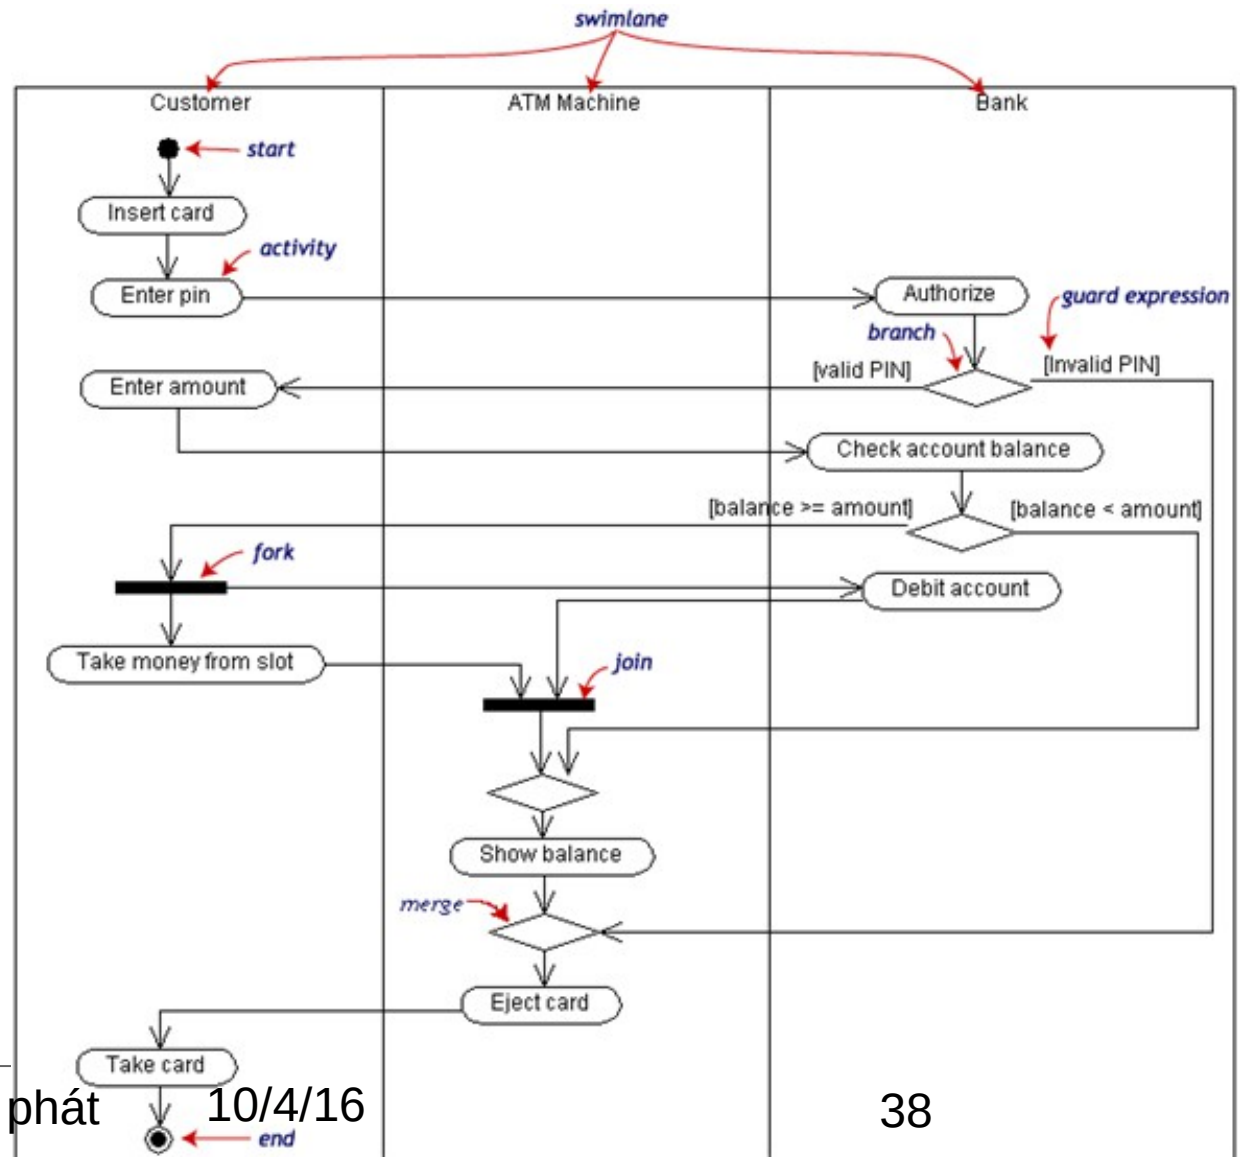 swimlane
Customer
ATM Machine
Bank
start
Insert card
activity
Enter pin
Authorize
guard expression
branch
[valid PIN]
[Invalid PIN]
Enter amount
Check account balance
[balance >= amount]
[balance < amount]
fork
Debit account
Take money from slot
join
Show balance
merge
Eject card
Take card
phát
10/4/16
38
end